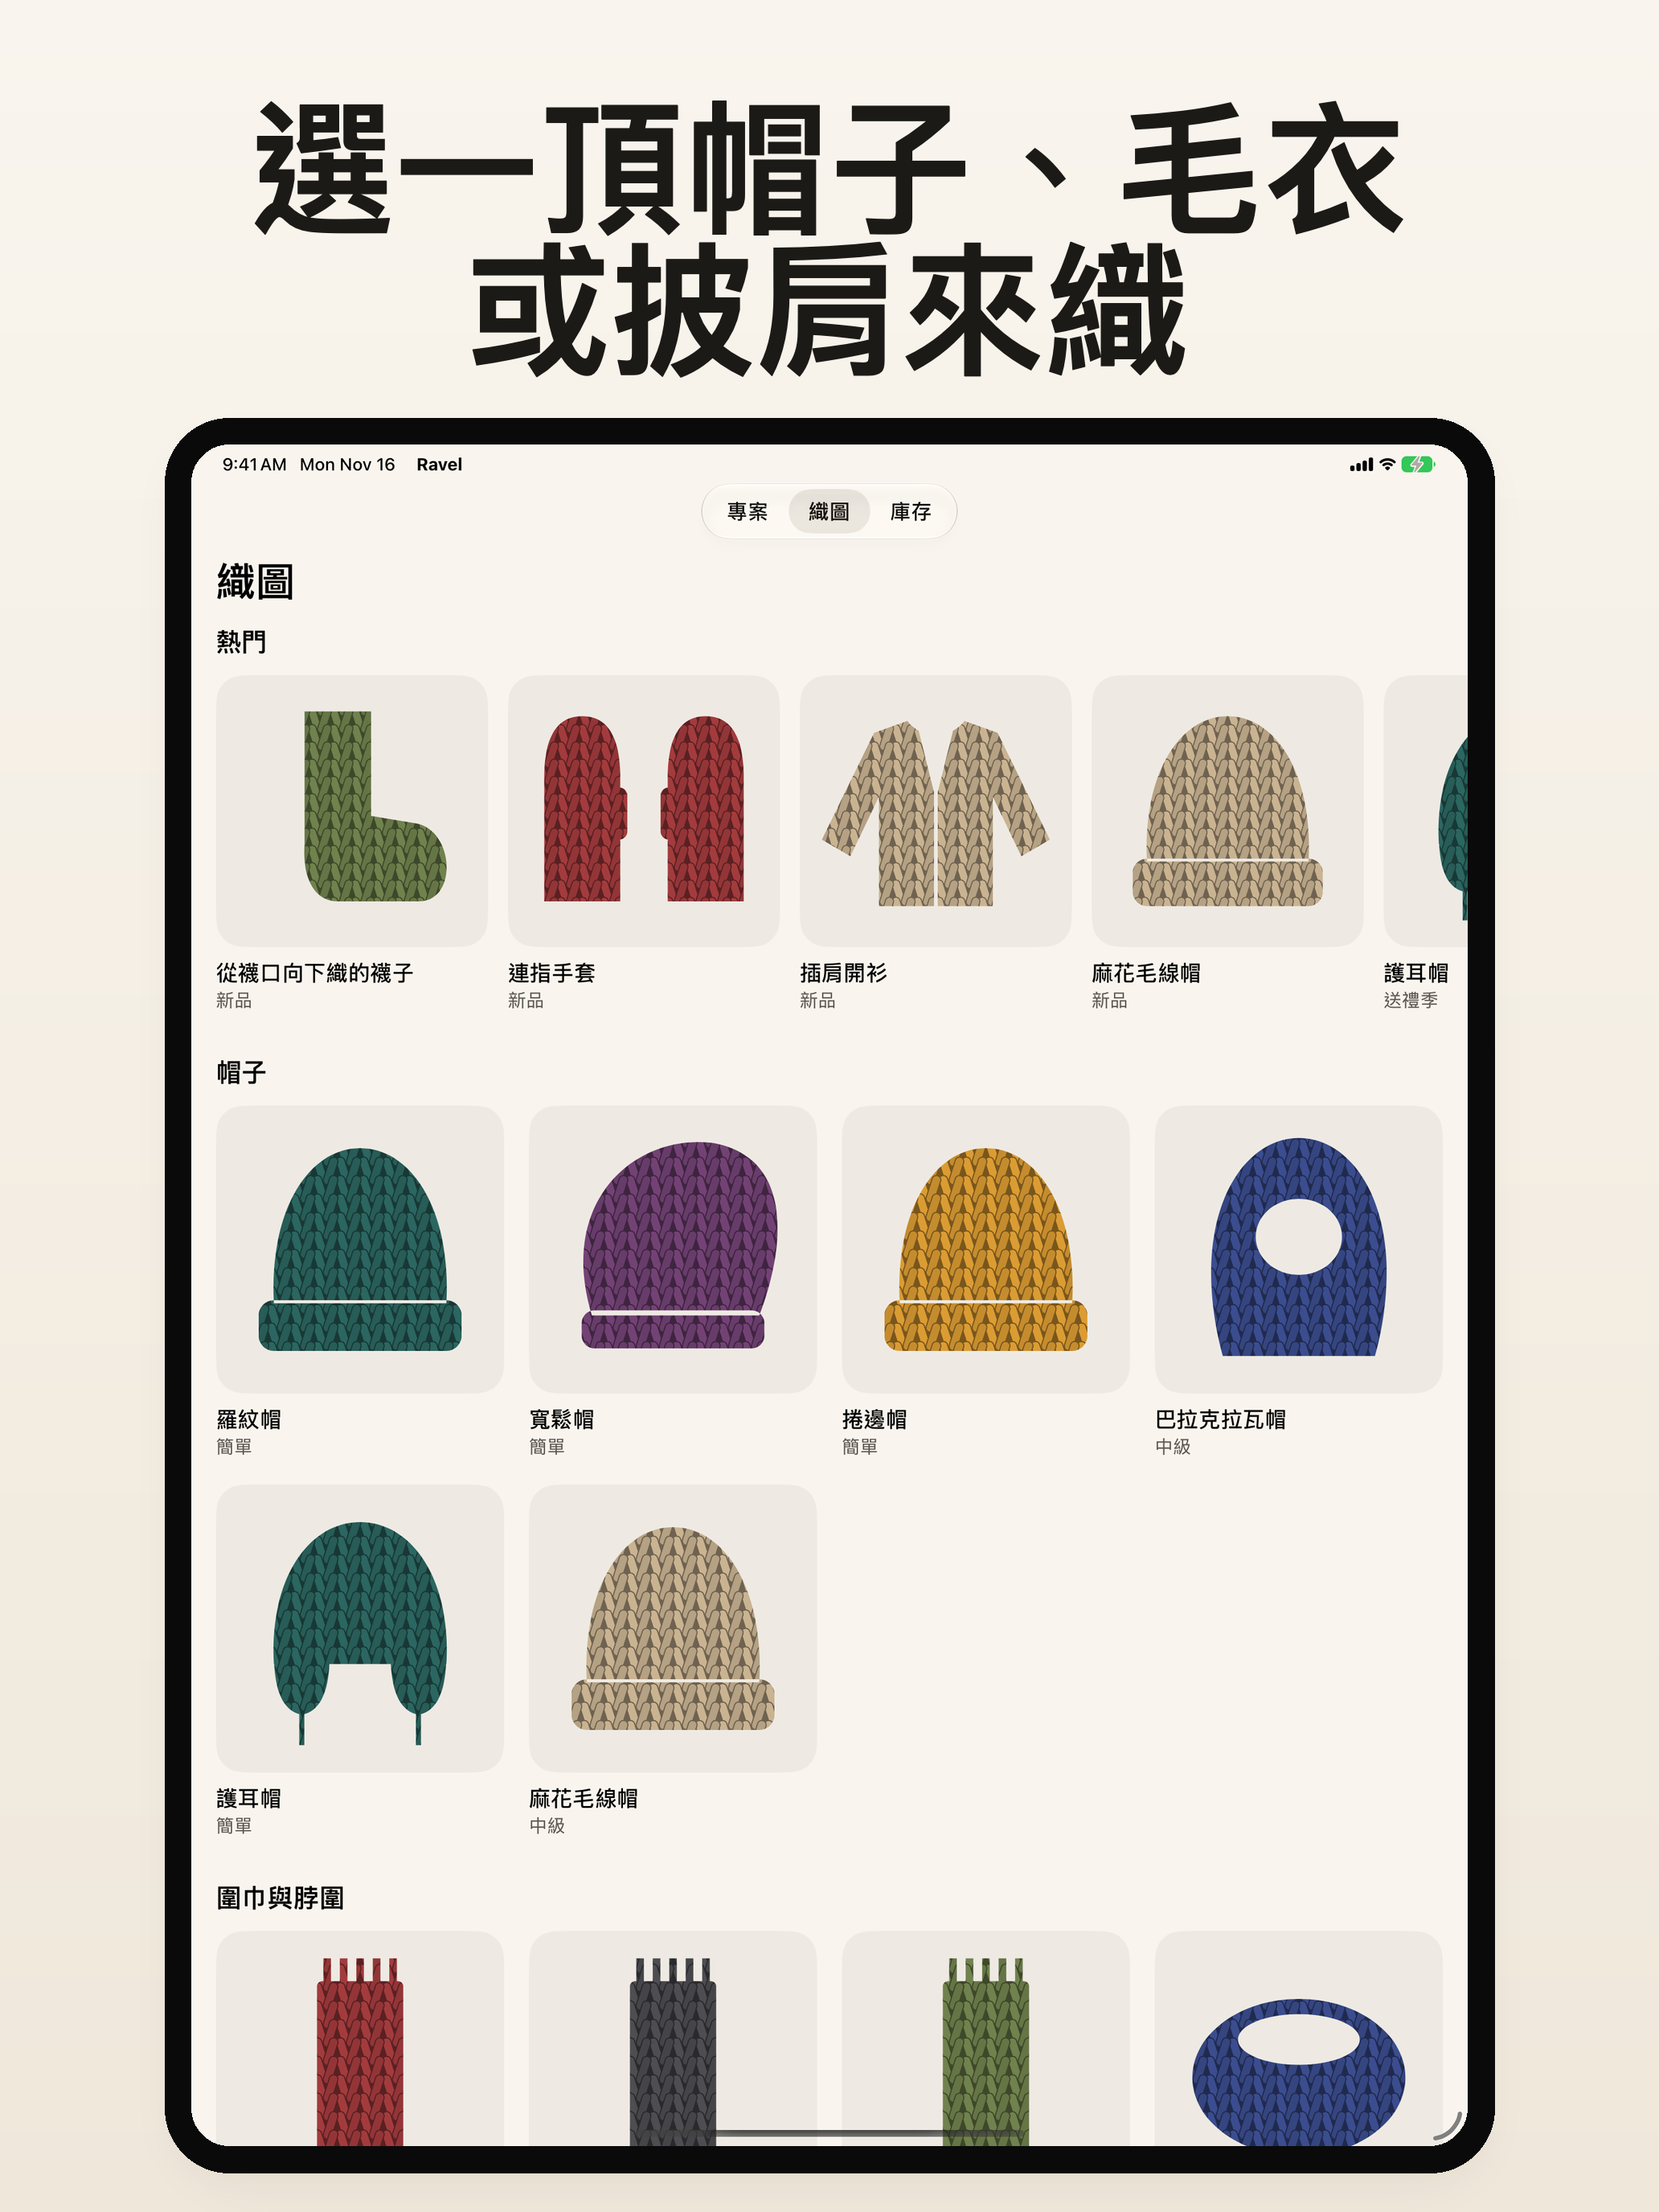 選一頂帽子、毛衣
或披肩來織
9:41 AM Mon Nov 16 Ravel
專案 織圖 庫存
織圖
熱門
從襪口向下織的襪子
新品
連指手套
新品
插肩開衫
新品
麻花毛線帽
新品
護耳帽
送禮季
帽子
羅紋帽
簡單
寬鬆帽
簡單
捲邊帽
簡單
巴拉克拉瓦帽
中級
護耳帽
簡單
麻花毛線帽
中級
圍巾與脖圍